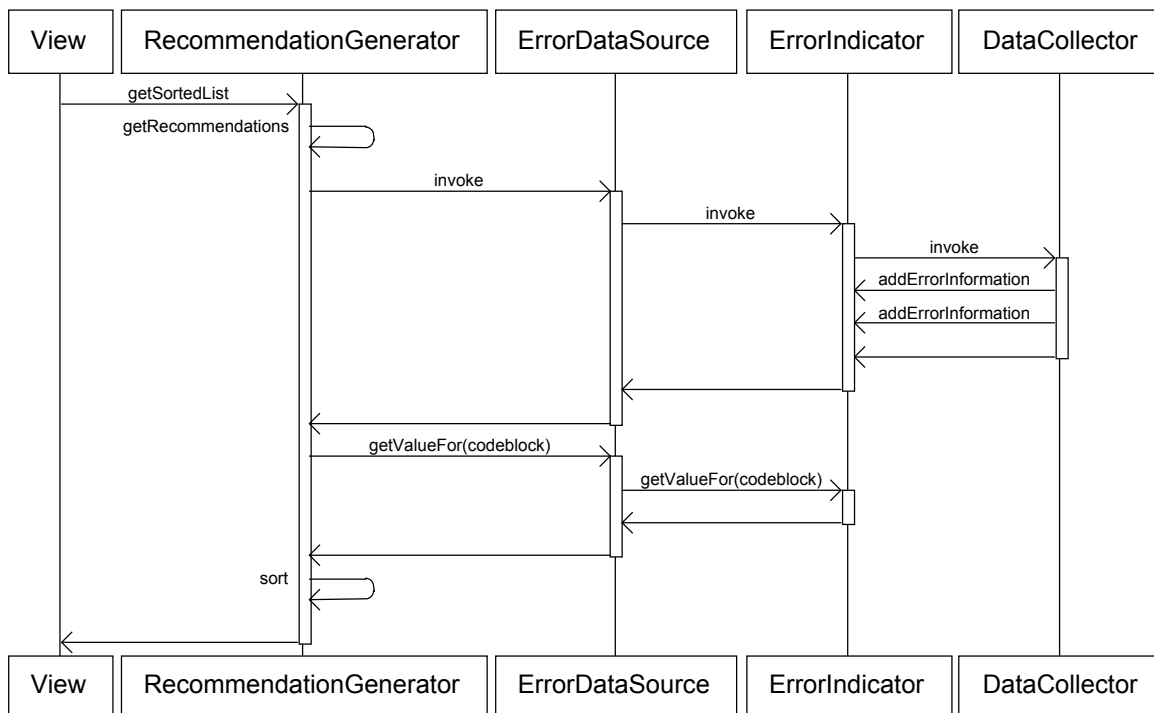 View
RecommendationGenerator
ErrorDataSource
ErrorIndicator
DataCollector
getSortedList
getRecommendations
invoke
invoke
invoke
addErrorInformation
addErrorInformation
getValueFor(codeblock)
getValueFor(codeblock)
sort
View
RecommendationGenerator
ErrorDataSource
ErrorIndicator
DataCollector